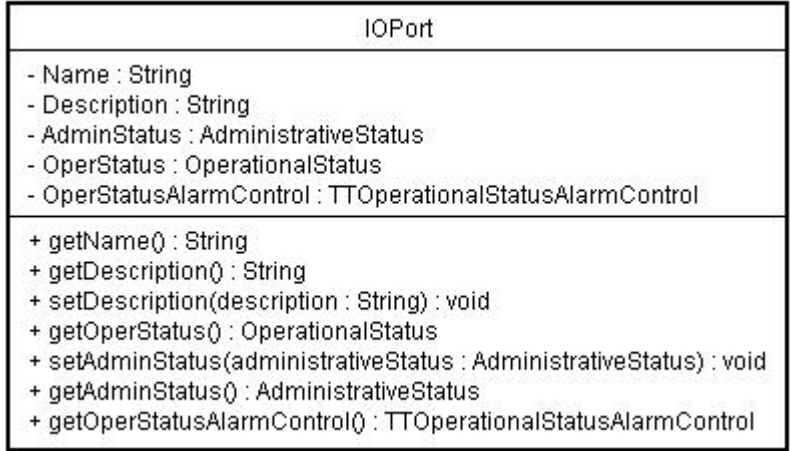 IOPort
- Name : String
- Description : String
- AdminStatus : AdministrativeStatus
- OperStatus : OperationalStatus
- OperStatusAlarmControl : TTOperationalStatusAlarmControl
+ getName() : String
+ getDescription() : String
+ setDescription(description : String) : void
+ getOperStatus() : OperationalStatus
+ setAdminStatus(administrativeStatus : AdministrativeStatus) : void
+ getAdminStatus() : AdministrativeStatus
+ getOperStatusAlarmControl() : TTOperationalStatusAlarmControl